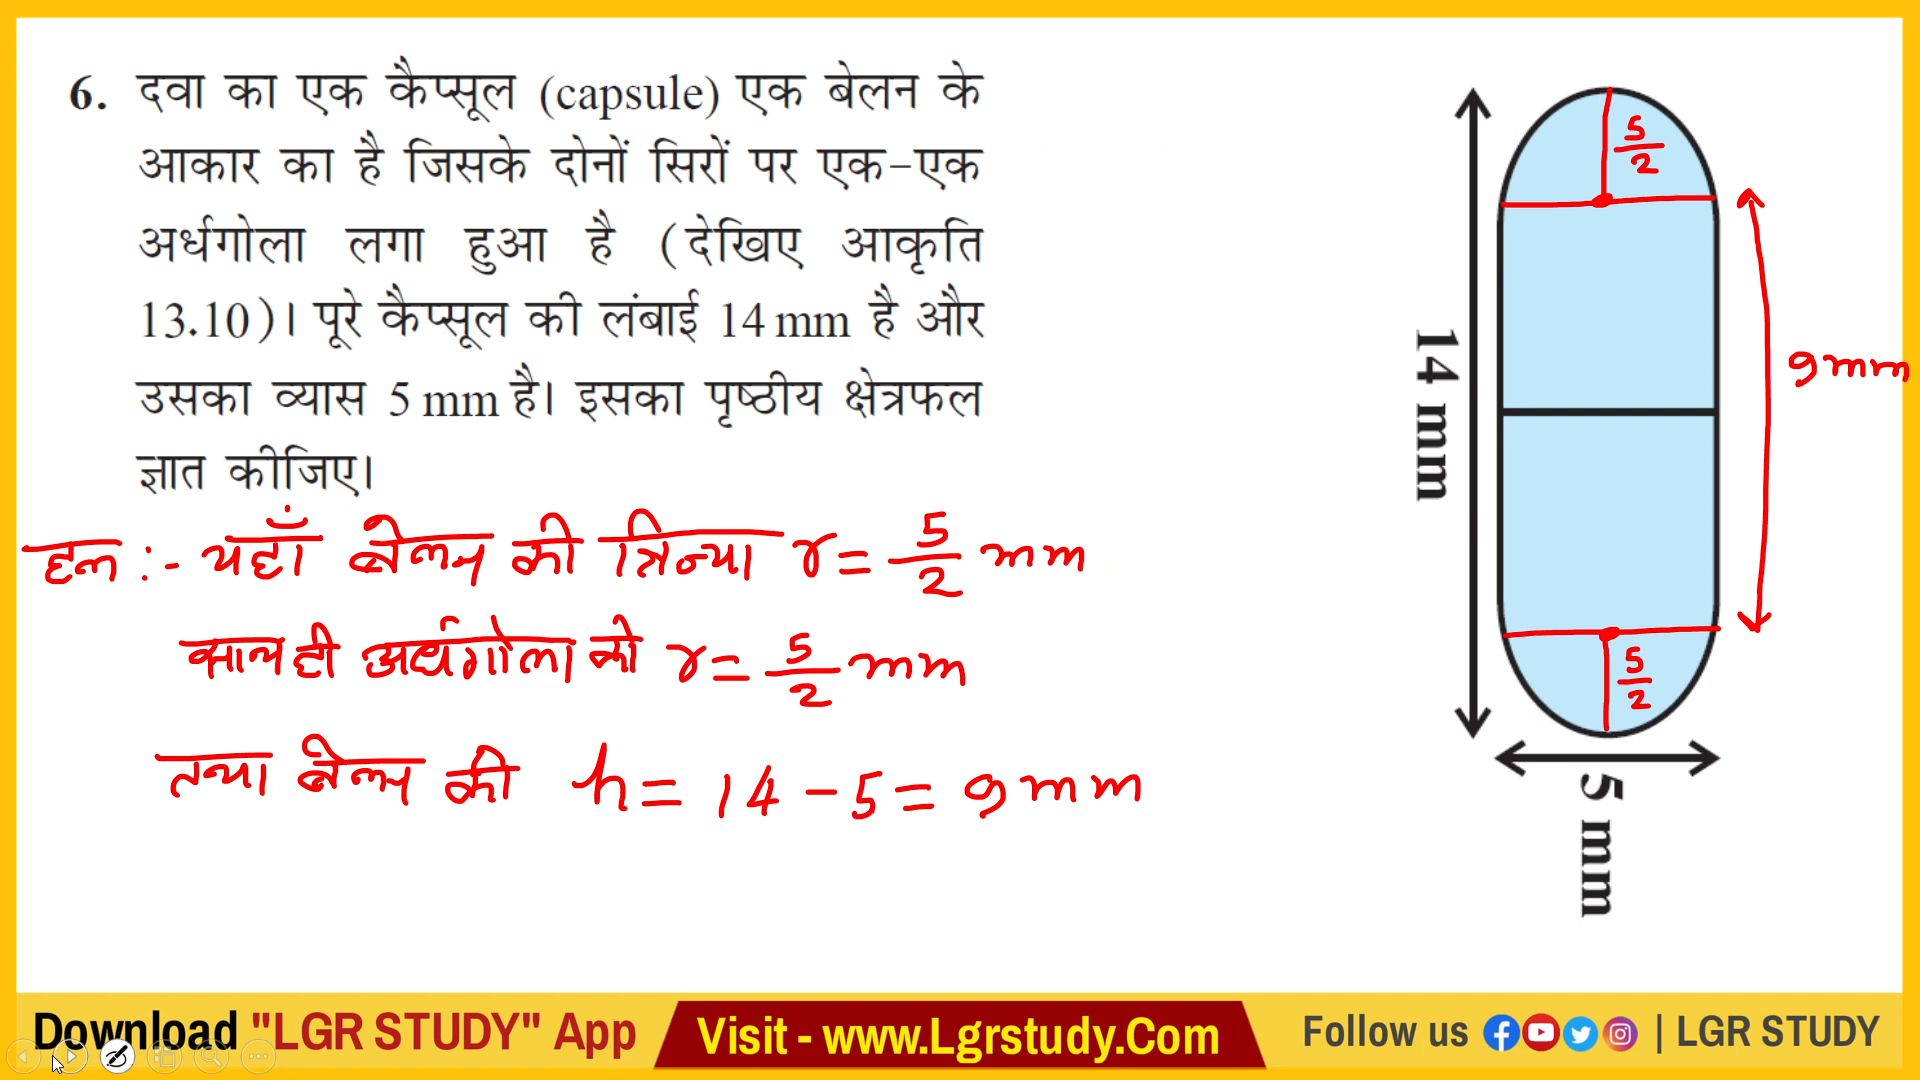 6. दवा का एक कैप्सूल (capsule) एक बेलन के
आकार का है जिसके दोनों सिरों पर एक-एक
अर्धगोला लगा हुआ है (देखिए आकृति
13.10)। पूरे कैप्सूल की लंबाई 14 mm है और
उसका व्यास 5 mm है। इसका पृष्ठीय क्षेत्रफल
ज्ञात कीजिए।
हल :- यहाँ बेलन की त्रिज्या r = 5/2 mm
साथ ही अर्धगोला की r = 5/2 mm
तथा बेलन की h = 14 - 5 = 9 mm
5/2
14 mm
9 mm
5/2
5 mm
Download "LGR STUDY" App
Visit - www.Lgrstudy.Com
Follow us | LGR STUDY